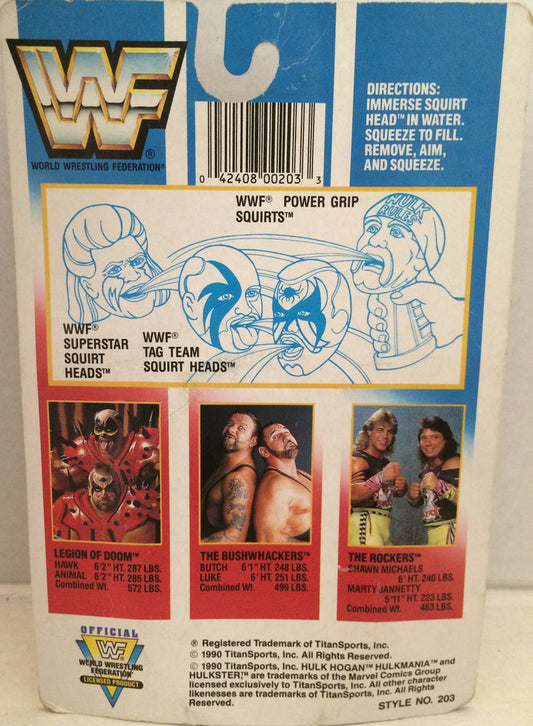 WF
WORLD WRESTLING FEDERATION®
0 42408 00203 3
DIRECTIONS:
IMMERSE SQUIRT
HEAD™ IN WATER.
SQUEEZE TO FILL.
REMOVE, AIM,
AND SQUEEZE.
WWF® POWER GRIP
SQUIRTS™
HULK
RULES
WWF®
SUPERSTAR
SQUIRT
HEADS™
WWF®
TAG TEAM
SQUIRT HEADS™
LEGION OF DOOM™
HAWK 6'2" HT. 287 LBS.
ANIMAL 6'2" HT. 285 LBS.
Combined Wt. 572 LBS.
THE BUSHWHACKERS™
BUTCH 6'1" HT. 248 LBS.
LUKE 6' HT. 251 LBS.
Combined Wt. 499 LBS.
THE ROCKERS™
SHAWN MICHAELS
6' HT. 240 LBS.
MARTY JANNETTY
5'11" HT. 223 LBS.
Combined Wt. 463 LBS.
OFFICIAL
WF
WORLD WRESTLING
FEDERATION®
LICENSED PRODUCT
® Registered Trademark of TitanSports, Inc.
© 1990 TitanSports, Inc. All Rights Reserved.
© 1990 TitanSports, Inc. HULK HOGAN™ HULKMANIA™ and
HULKSTER™, are trademarks of the Marvel Comics Group
licensed exclusively to TitanSports, Inc. All other character
likenesses are trademarks of TitanSports, Inc.
STYLE NO. 203